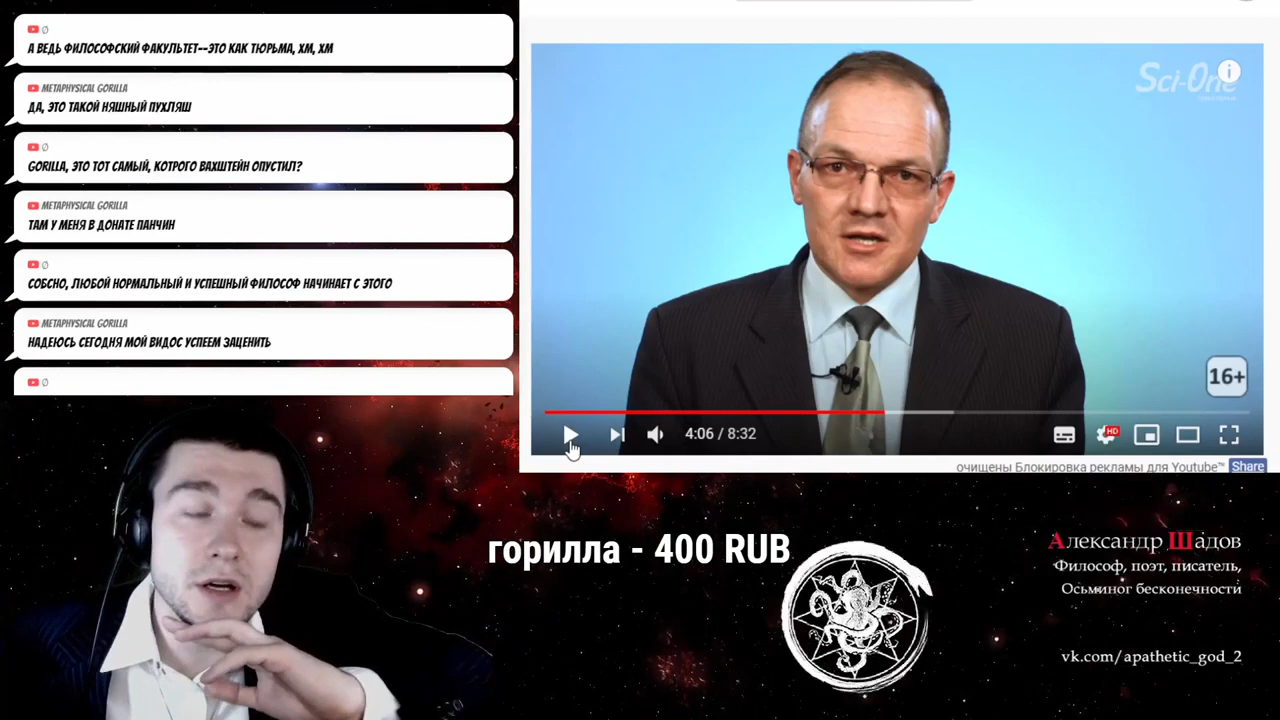 Ø
А ВЕДЬ ФИЛОСОФСКИЙ ФАКУЛЬТЕТ--ЭТО КАК ТЮРЬМА, ХМ, ХМ
METAPHYSICAL GORILLA
ДА, ЭТО ТАКОЙ НЯШНЫЙ ПУХЛЯШ
Ø
GORILLA, ЭТО ТОТ САМЫЙ, КОТРОГО ВАХШТЕЙН ОПУСТИЛ?
METAPHYSICAL GORILLA
ТАМ У МЕНЯ В ДОНАТЕ ПАНЧИН
Ø
СОБСНО, ЛЮБОЙ НОРМАЛЬНЫЙ И УСПЕШНЫЙ ФИЛОСОФ НАЧИНАЕТ С ЭТОГО
METAPHYSICAL GORILLA
НАДЕЮСЬ СЕГОДНЯ МОЙ ВИДОС УСПЕЕМ ЗАЦЕНИТЬ
Ø
Sci-One
16+
4:06 / 8:32
HD
очищены Блокировка рекламы для Youtube™ Share
горилла - 400 RUB
Александр Шадов
Философ, поэт, писатель,
Осьминог бесконечности
vk.com/apathetic_god_2